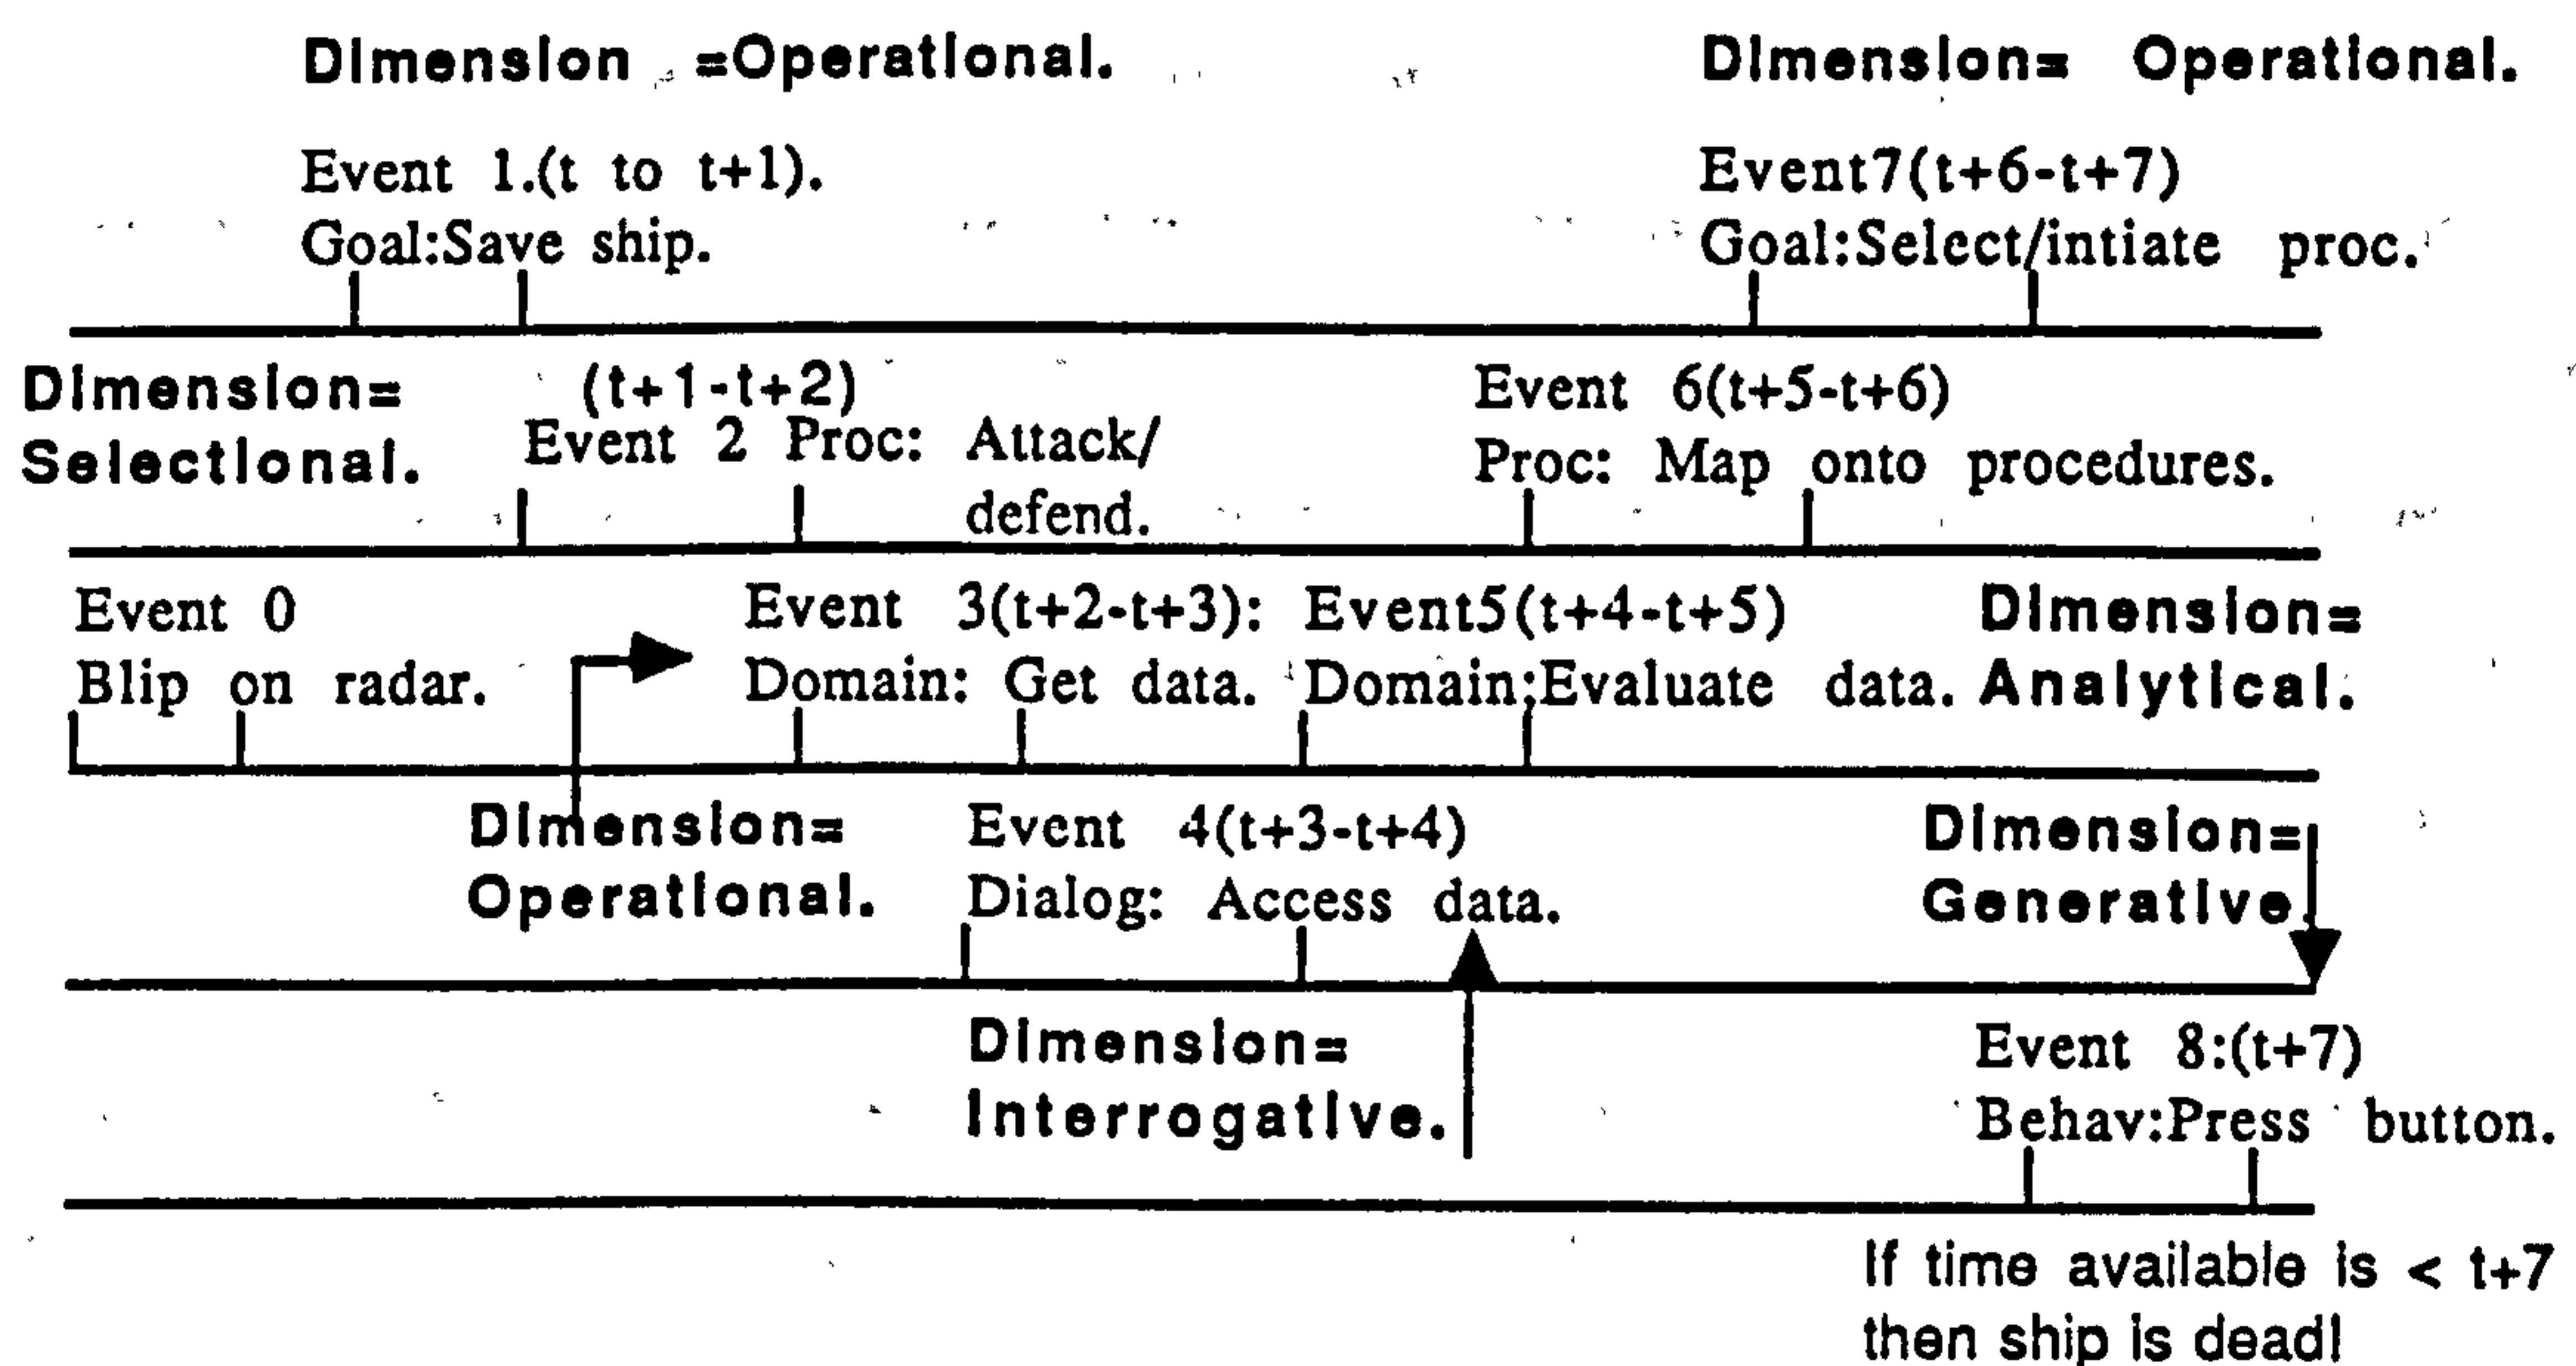 Dimension =Operational.
Dimension= Operational.
Event 1.(t to t+1).
Goal:Save ship.
Event7(t+6-t+7)
Goal:Select/intiate proc.
Dimension=
Selectional.
(t+1-t+2)
Event 2 Proc: Attack/
defend.
Event 6(t+5-t+6)
Proc: Map onto procedures.
Event 0
Blip on radar.
Event 3(t+2-t+3):
Domain: Get data.
Event5(t+4-t+5)
Domain:Evaluate data.
Dimension=
Analytical.
Dimension=
Operational.
Event 4(t+3-t+4)
Dialog: Access data.
Dimension=
Generative.
Dimension=
Interrogative.
Event 8:(t+7)
Behav:Press button.
If time available is < t+7
then ship is dead!